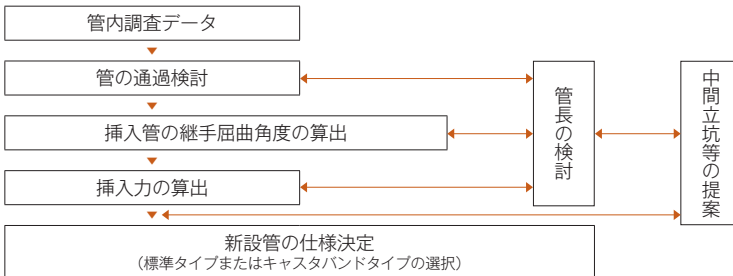 管内調査データ
管の通過検討
挿入管の継手屈曲角度の算出
挿入力の算出
管長の検討
中間立坑等の提案
新設管の仕様決定
(標準タイプまたはキャスタバンドタイプの選択)